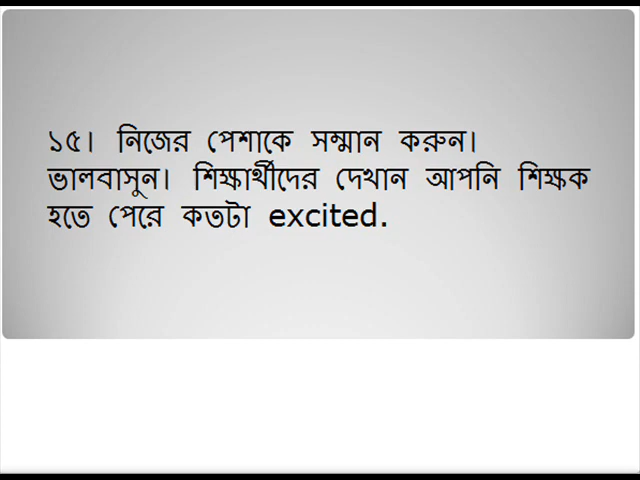 ১৫। নিজের পেশাকে সম্মান করুন।
ভালবাসুন। শিক্ষার্থীদের দেখান আপনি শিক্ষক
হতে পেরে কতটা excited.